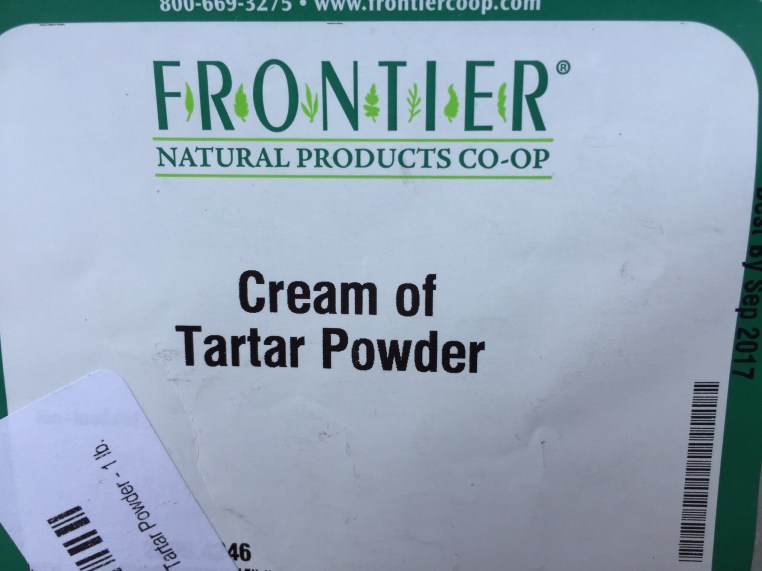 800-669-3275 • www.frontiercoop.com
FRONTIER®
NATURAL PRODUCTS CO-OP
Cream of
Tartar Powder
Best By Sep 2017
Tartar Powder - 1 lb.
46